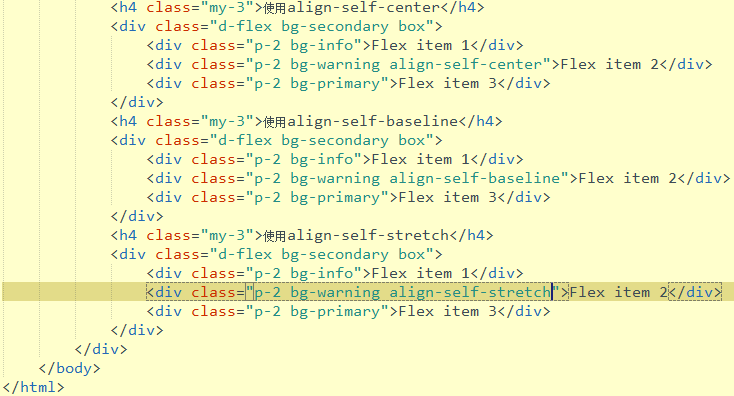 <h4 class="my-3">使用align-self-center</h4>
<div class="d-flex bg-secondary box">
<div class="p-2 bg-info">Flex item 1</div>
<div class="p-2 bg-warning align-self-center">Flex item 2</div>
<div class="p-2 bg-primary">Flex item 3</div>
</div>
<h4 class="my-3">使用align-self-baseline</h4>
<div class="d-flex bg-secondary box">
<div class="p-2 bg-info">Flex item 1</div>
<div class="p-2 bg-warning align-self-baseline">Flex item 2</div>
<div class="p-2 bg-primary">Flex item 3</div>
</div>
<h4 class="my-3">使用align-self-stretch</h4>
<div class="d-flex bg-secondary box">
<div class="p-2 bg-info">Flex item 1</div>
<div class="p-2 bg-warning align-self-stretch">Flex item 2</div>
<div class="p-2 bg-primary">Flex item 3</div>
</div>
</div>
</body>
</html>